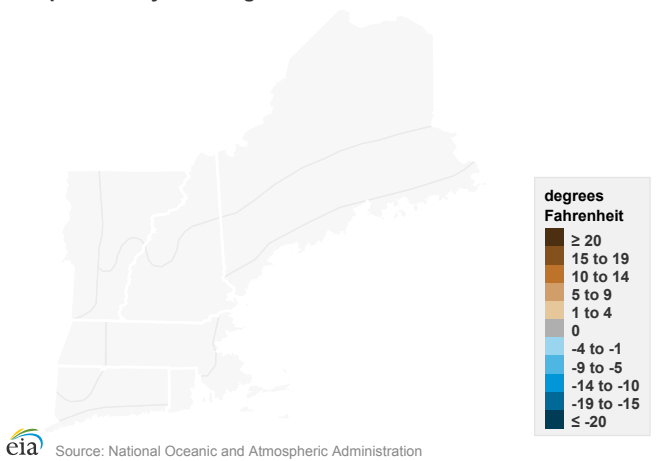 degrees
Fahrenheit
≥ 20
15 to 19
10 to 14
5 to 9
1 to 4
0
-4 to -1
-9 to -5
-14 to -10
-19 to -15
≤ -20
eia Source: National Oceanic and Atmospheric Administration